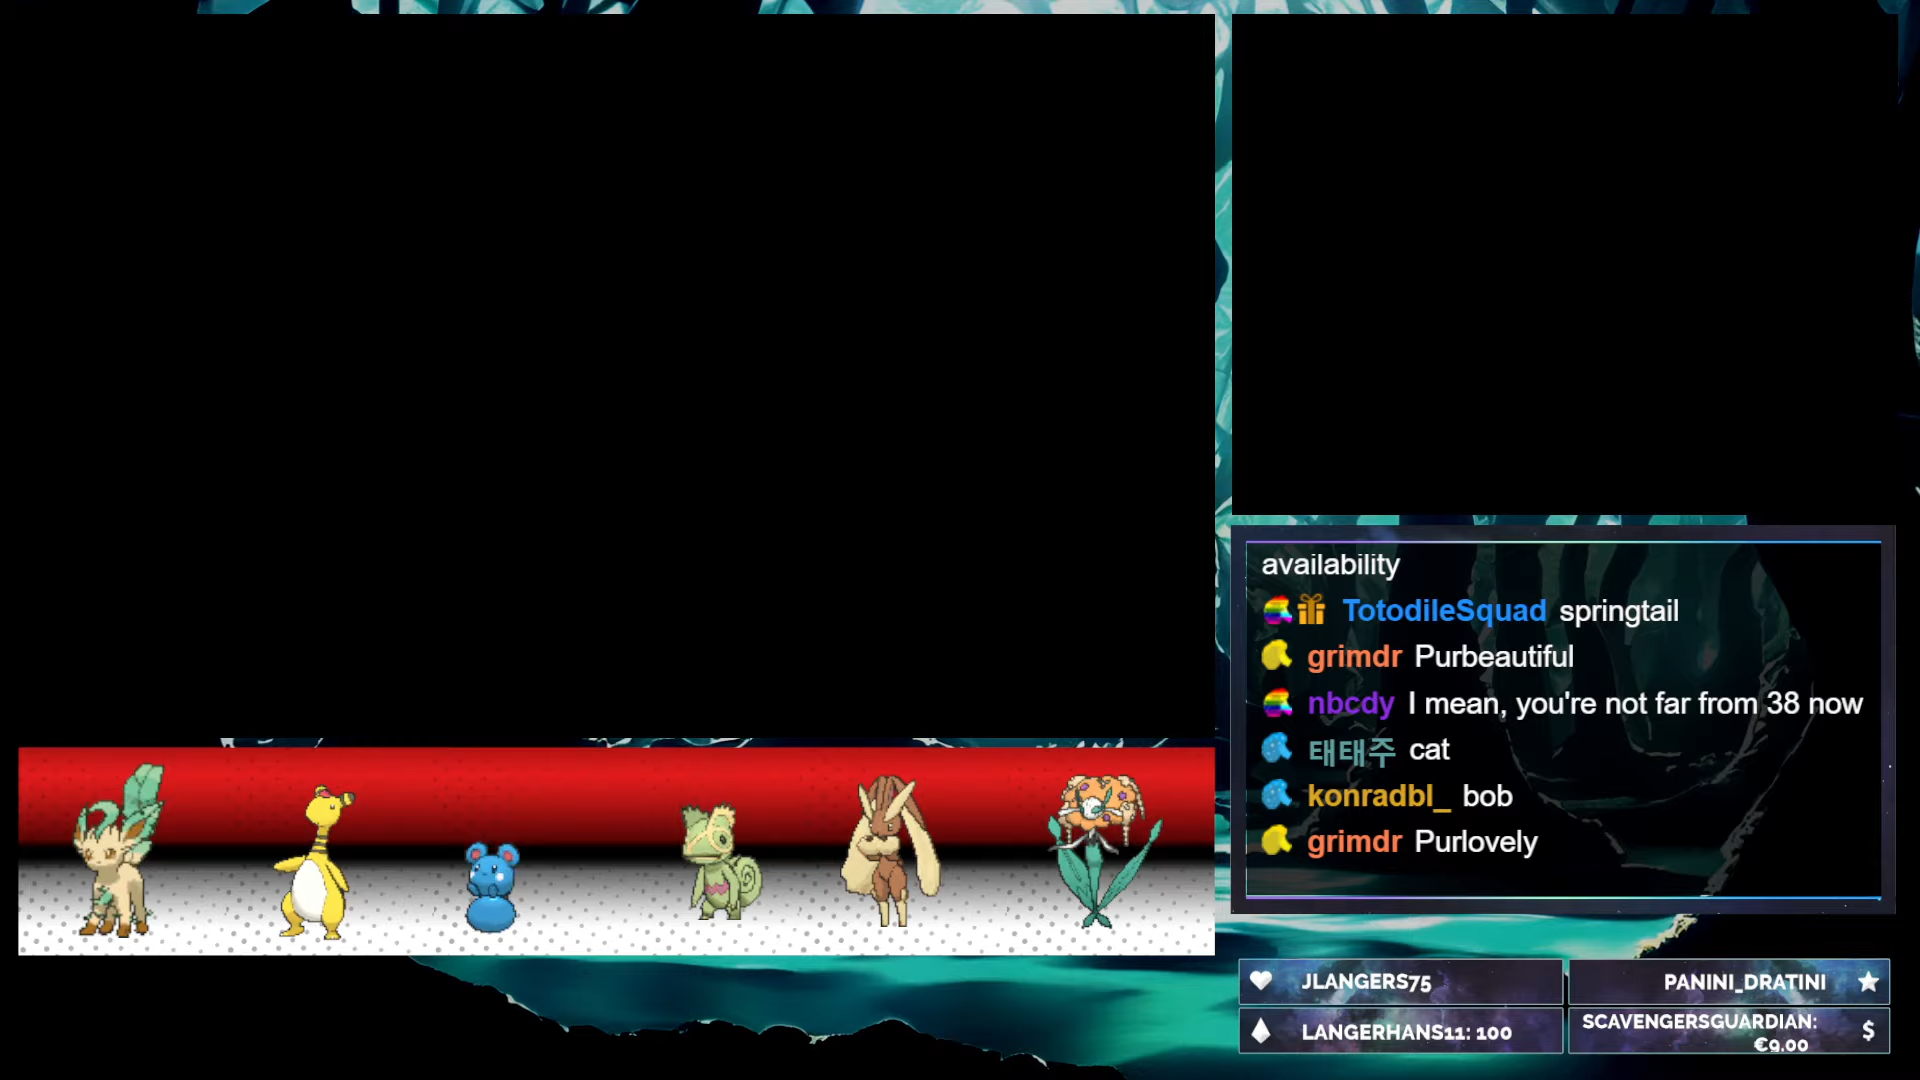 availability
TotodileSquad springtail
grimdr Purbeautiful
nbcdy I mean, you're not far from 38 now
태태주 cat
konradbl_ bob
grimdr Purlovely
JLANGERS75
PANINI_DRATINI
LANGERHANS11: 100
SCAVENGERSGUARDIAN:
€9.00
$